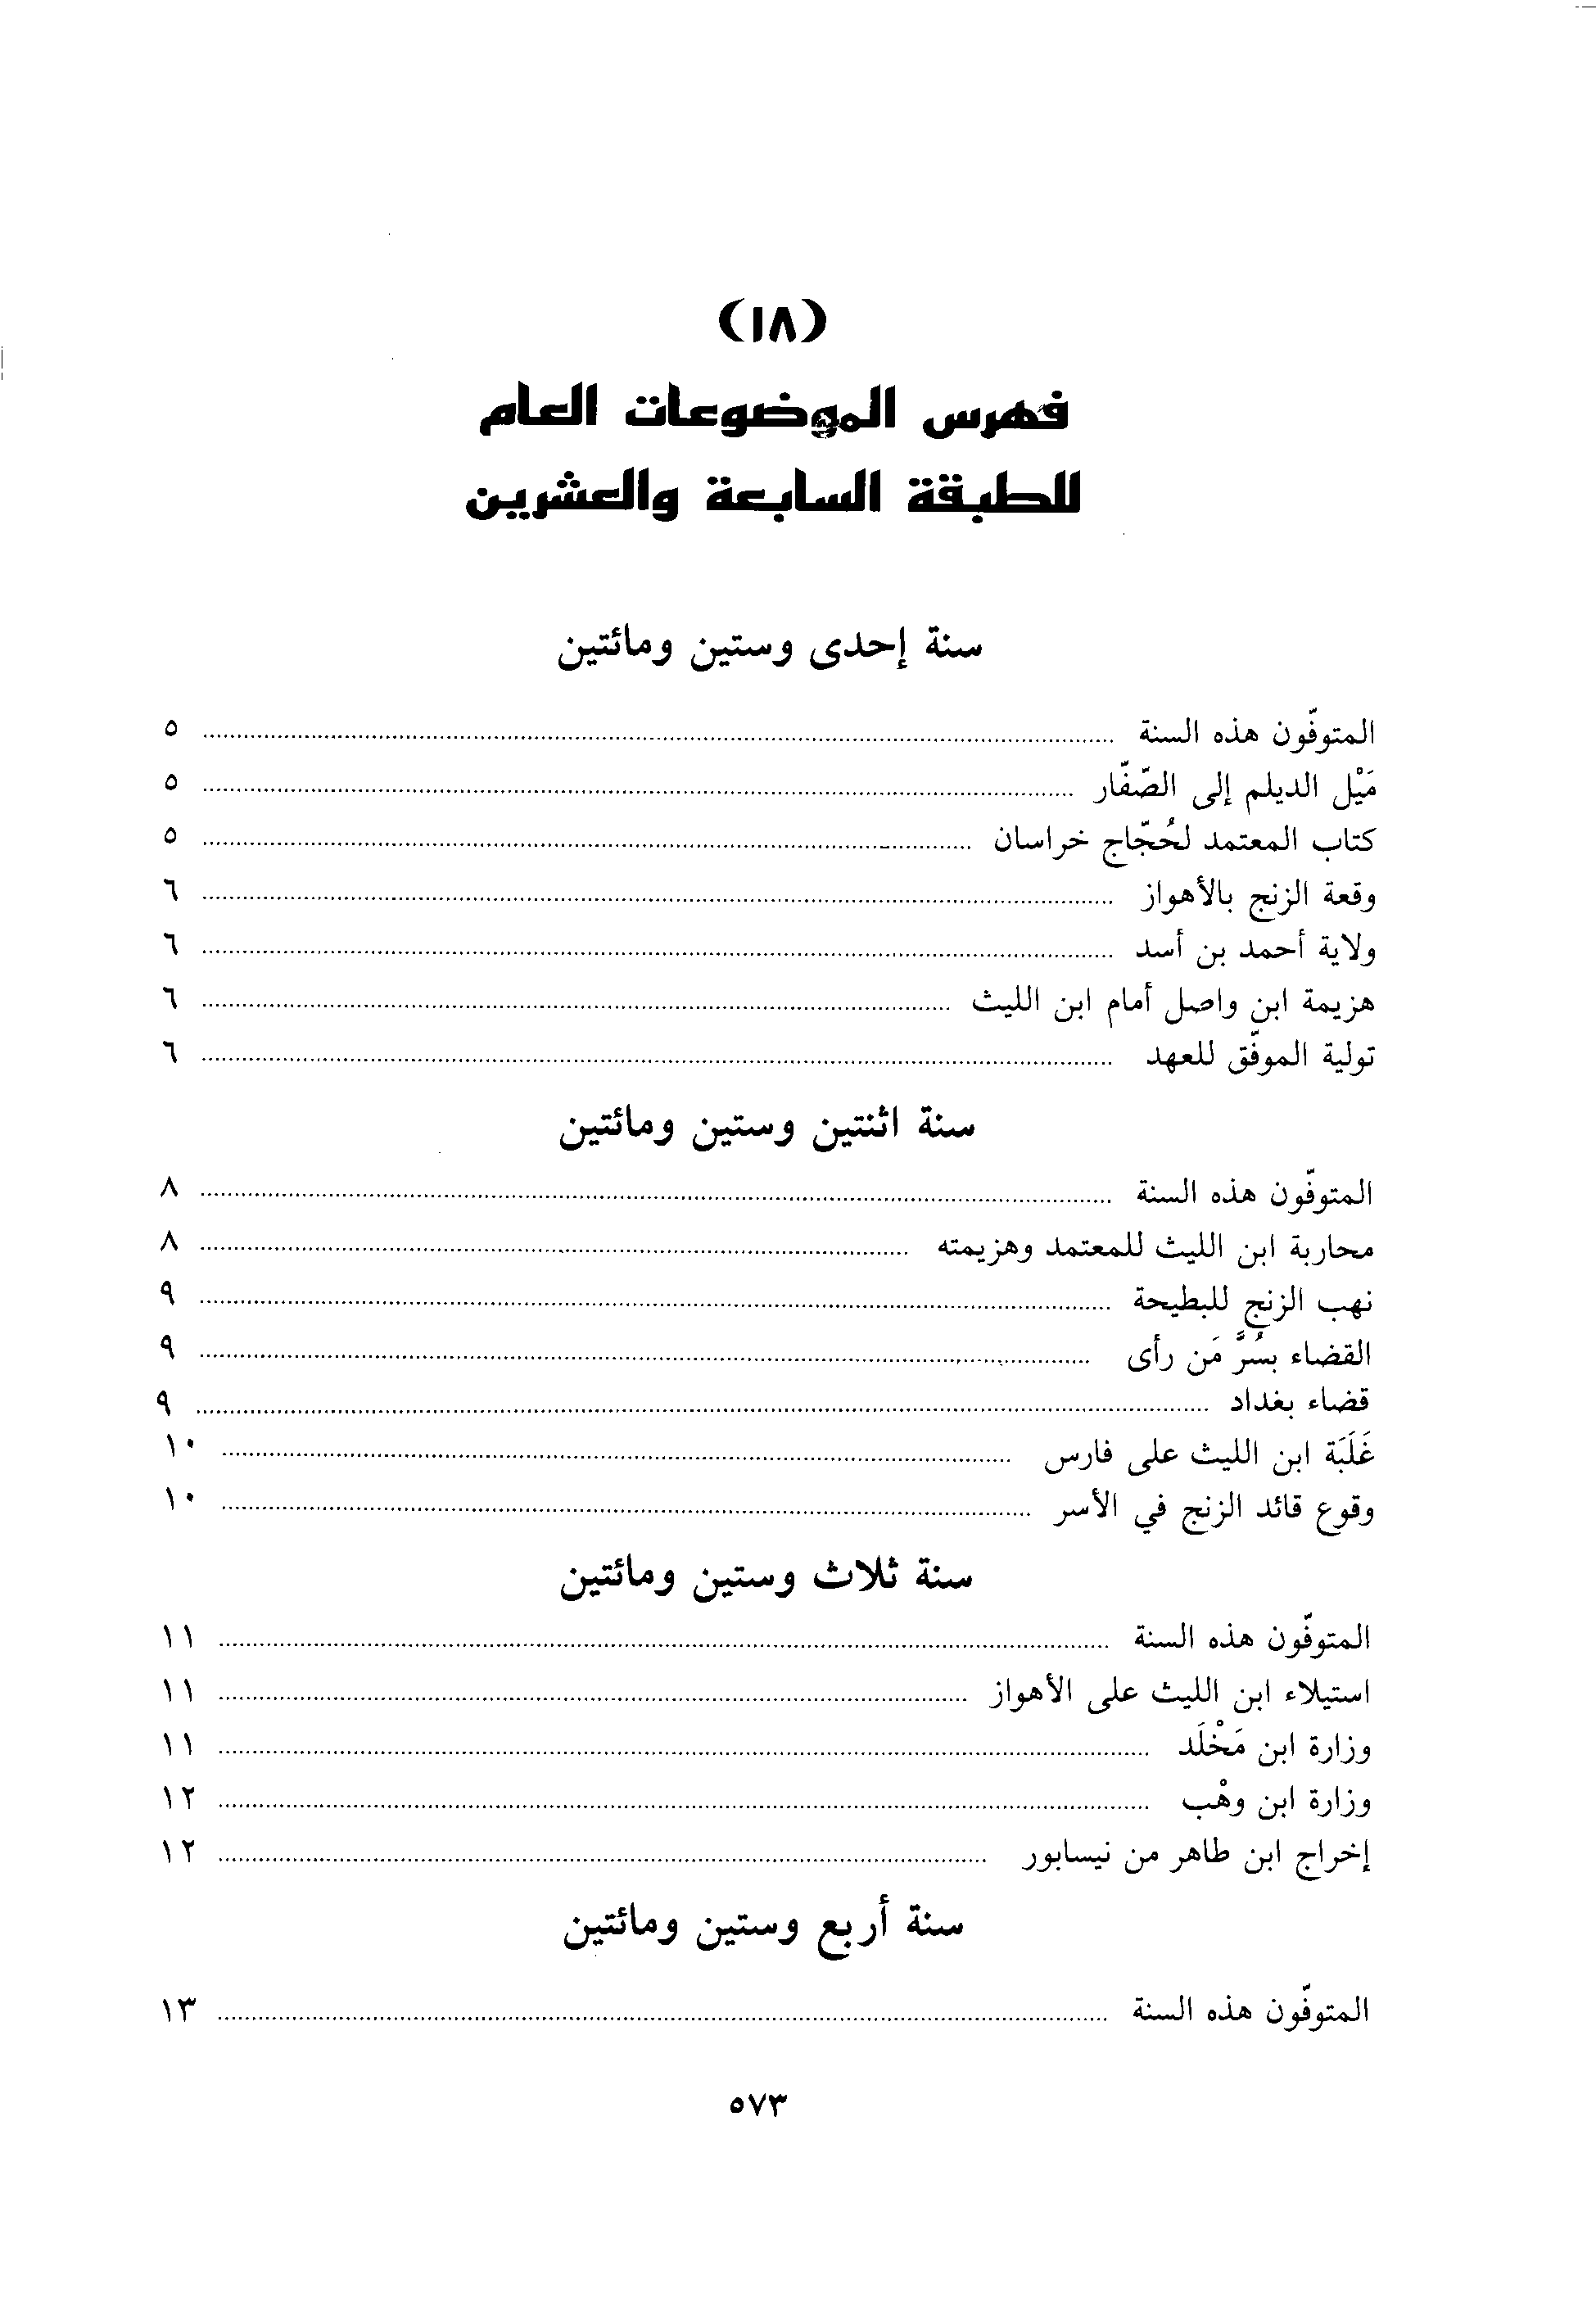 (١٨)
فهرس الموضوعات العام
للطبقة السابعة والعشرين
سنة إحدى وستين ومائتين
المتوفّون هذه السنة ........ ٥
مَيْل الديلم إلى الصّفّار ........ ٥
كتاب المعتمد لحُجّاج خراسان ........ ٥
وقعة الزنج بالأهواز ........ ٦
ولاية أحمد بن أسد ........ ٦
هزيمة ابن واصل أمام ابن الليث ........ ٦
تولية الموفّق للعهد ........ ٦
سنة اثنتين وستين ومائتين
المتوفّون هذه السنة ........ ٨
محاربة ابن الليث للمعتمد وهزيمته ........ ٨
نهب الزنج للبطيحة ........ ٩
القضاء بسُرَّ مَن رأى ........ ٩
قضاء بغداد ........ ٩
غَلَبَة ابن الليث على فارس ........ ١٠
وقوع قائد الزنج في الأسر ........ ١٠
سنة ثلاث وستين ومائتين
المتوفّون هذه السنة ........ ١١
استيلاء ابن الليث على الأهواز ........ ١١
وزارة ابن مَخْلَد ........ ١١
وزارة ابن وهْب ........ ١٢
إخراج ابن طاهر من نيسابور ........ ١٢
سنة أربع وستين ومائتين
المتوفّون هذه السنة ........ ١٣
٥٧٣